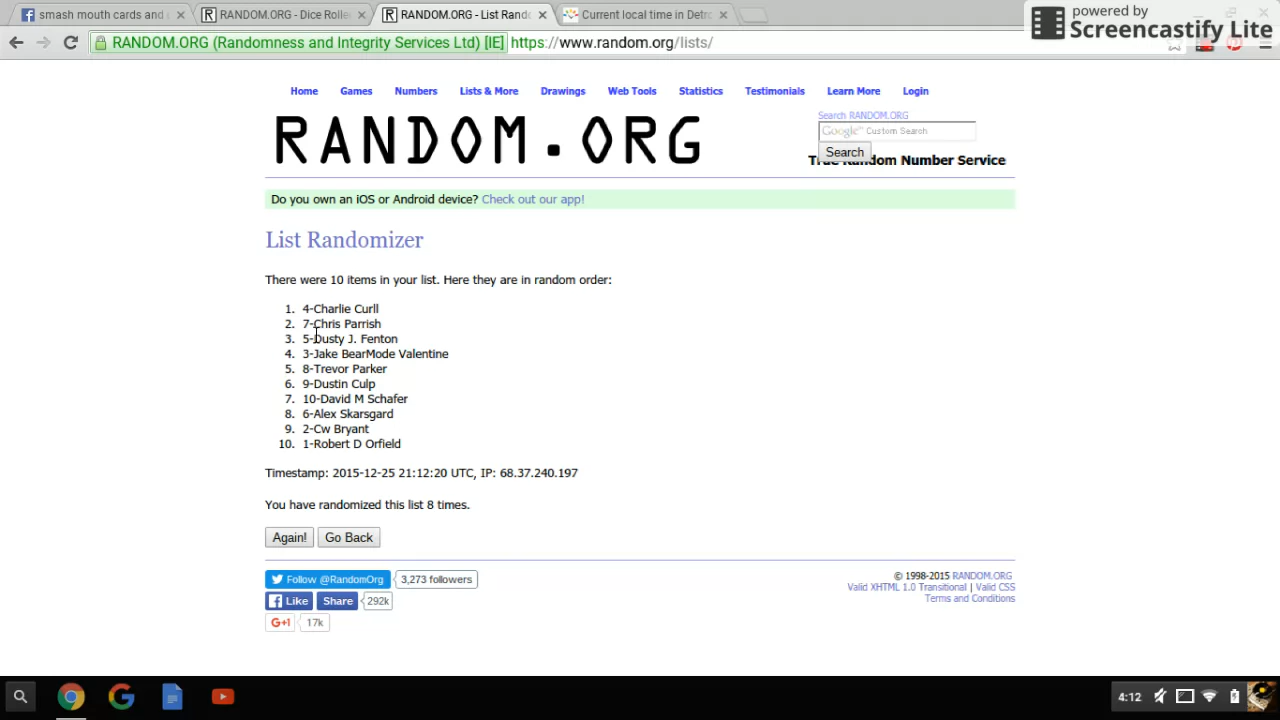 smash mouth cards and
RANDOM.ORG - Dice Rolle
RANDOM.ORG - List Rand
Current local time in Detro
powered by
Screencastify Lite
RANDOM.ORG (Randomness and Integrity Services Ltd) [IE] https://www.random.org/lists/
Home Games Numbers Lists & More Drawings Web Tools Statistics Testimonials Learn More Login
RANDOM.ORG
Search RANDOM.ORG
Google™ Custom Search
Search
True Random Number Service
Do you own an iOS or Android device? Check out our app!
List Randomizer
There were 10 items in your list. Here they are in random order:
1. 4-Charlie Curll
2. 7-Chris Parrish
3. 5-Dusty J. Fenton
4. 3-Jake BearMode Valentine
5. 8-Trevor Parker
6. 9-Dustin Culp
7. 10-David M Schafer
8. 6-Alex Skarsgard
9. 2-Cw Bryant
10. 1-Robert D Orfield
Timestamp: 2015-12-25 21:12:20 UTC, IP: 68.37.240.197
You have randomized this list 8 times.
Again! Go Back
Follow @RandomOrg 3,273 followers
Like Share 292k
G+1 17k
© 1998-2015 RANDOM.ORG
Valid XHTML 1.0 Transitional | Valid CSS
Terms and Conditions
4:12